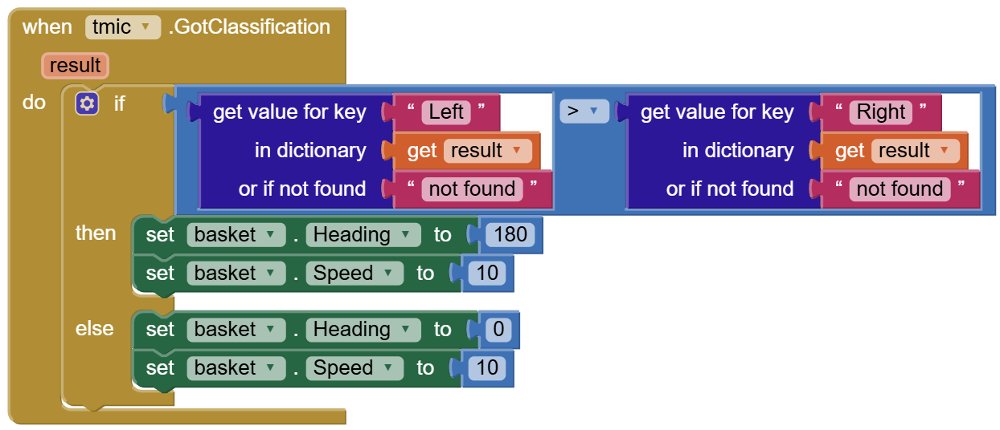 when tmic .GotClassification
result
do if get value for key “ Left ” > get value for key “ Right ”
in dictionary get result in dictionary get result
or if not found “ not found ” or if not found “ not found ”
then set basket . Heading to 180
set basket . Speed to 10
else set basket . Heading to 0
set basket . Speed to 10